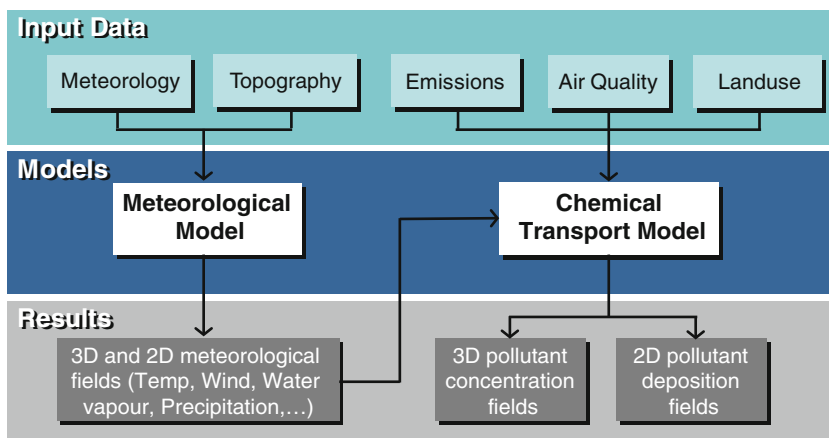 Input Data
Meteorology
Topography
Emissions
Air Quality
Landuse
Models
Meteorological
Model
Chemical
Transport Model
Results
3D and 2D meteorological
fields (Temp, Wind, Water
vapour, Precipitation,...)
3D pollutant
concentration
fields
2D pollutant
deposition
fields